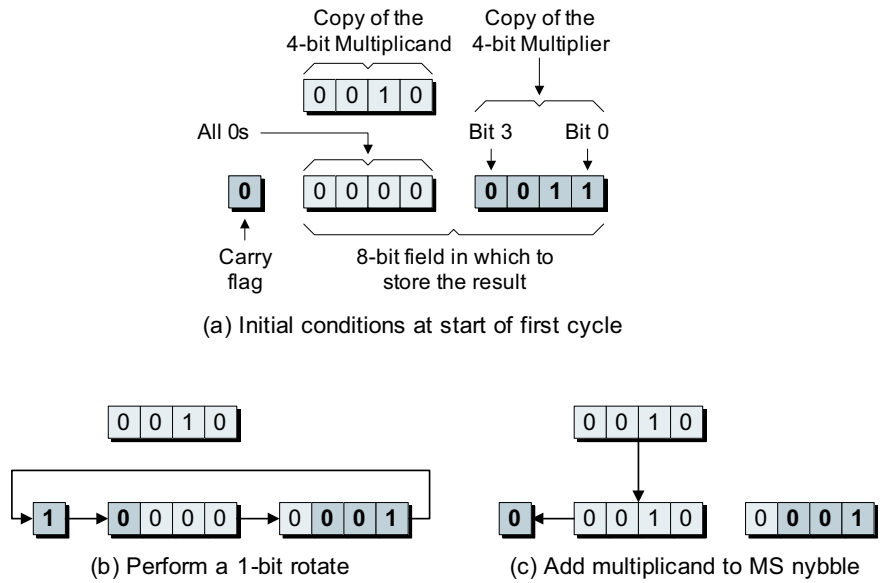 Copy of the
4-bit Multiplicand
Copy of the
4-bit Multiplier
0 0 1 0
All 0s
Bit 3 Bit 0
0 0 0 0 0 0 0 1 1
Carry
flag
8-bit field in which to
store the result
(a) Initial conditions at start of first cycle
0 0 1 0
1 0 0 0 0 0 0 0 1
(b) Perform a 1-bit rotate
0 0 1 0
0 0 0 1 0 0 0 0 1
(c) Add multiplicand to MS nybble